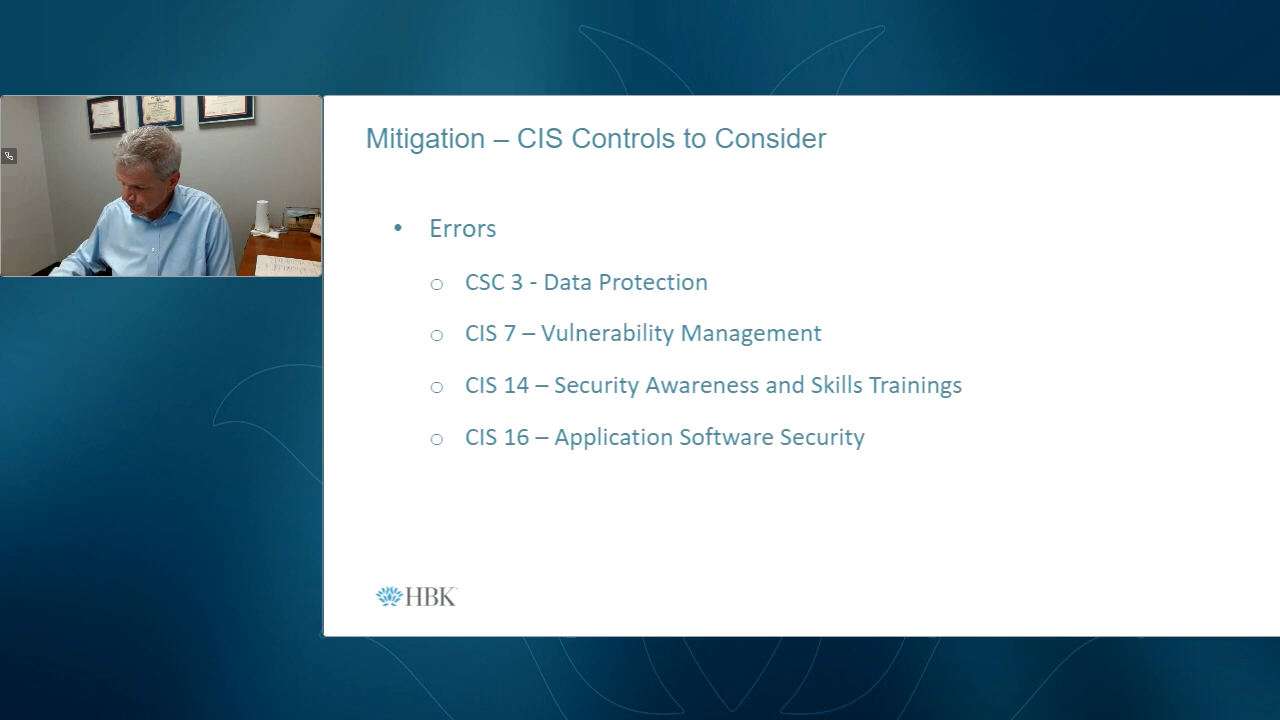 Mitigation – CIS Controls to Consider
• Errors
○ CSC 3 - Data Protection
○ CIS 7 – Vulnerability Management
○ CIS 14 – Security Awareness and Skills Trainings
○ CIS 16 – Application Software Security
HBK